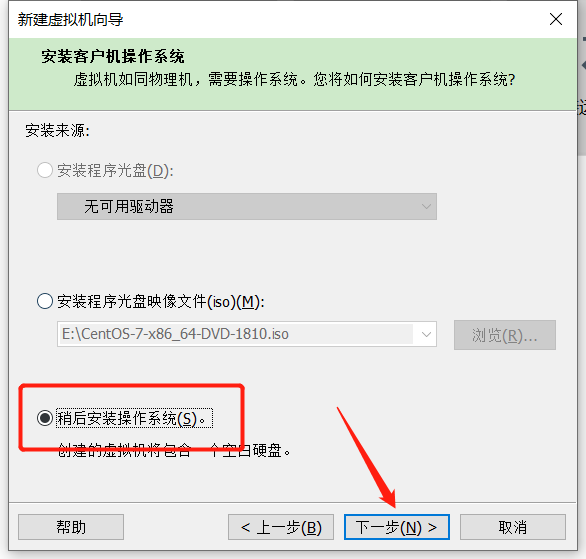 新建虚拟机向导
安装客户机操作系统
虚拟机如同物理机，需要操作系统。您将如何安装客户机操作系统?
安装来源:
安装程序光盘(D):
无可用驱动器
安装程序光盘映像文件(iso)(M):
E:\CentOS-7-x86_64-DVD-1810.iso
浏览(R)...
稍后安装操作系统(S)。
创建的虚拟机将包含一个空白硬盘。
帮助
< 上一步(B)
下一步(N) >
取消